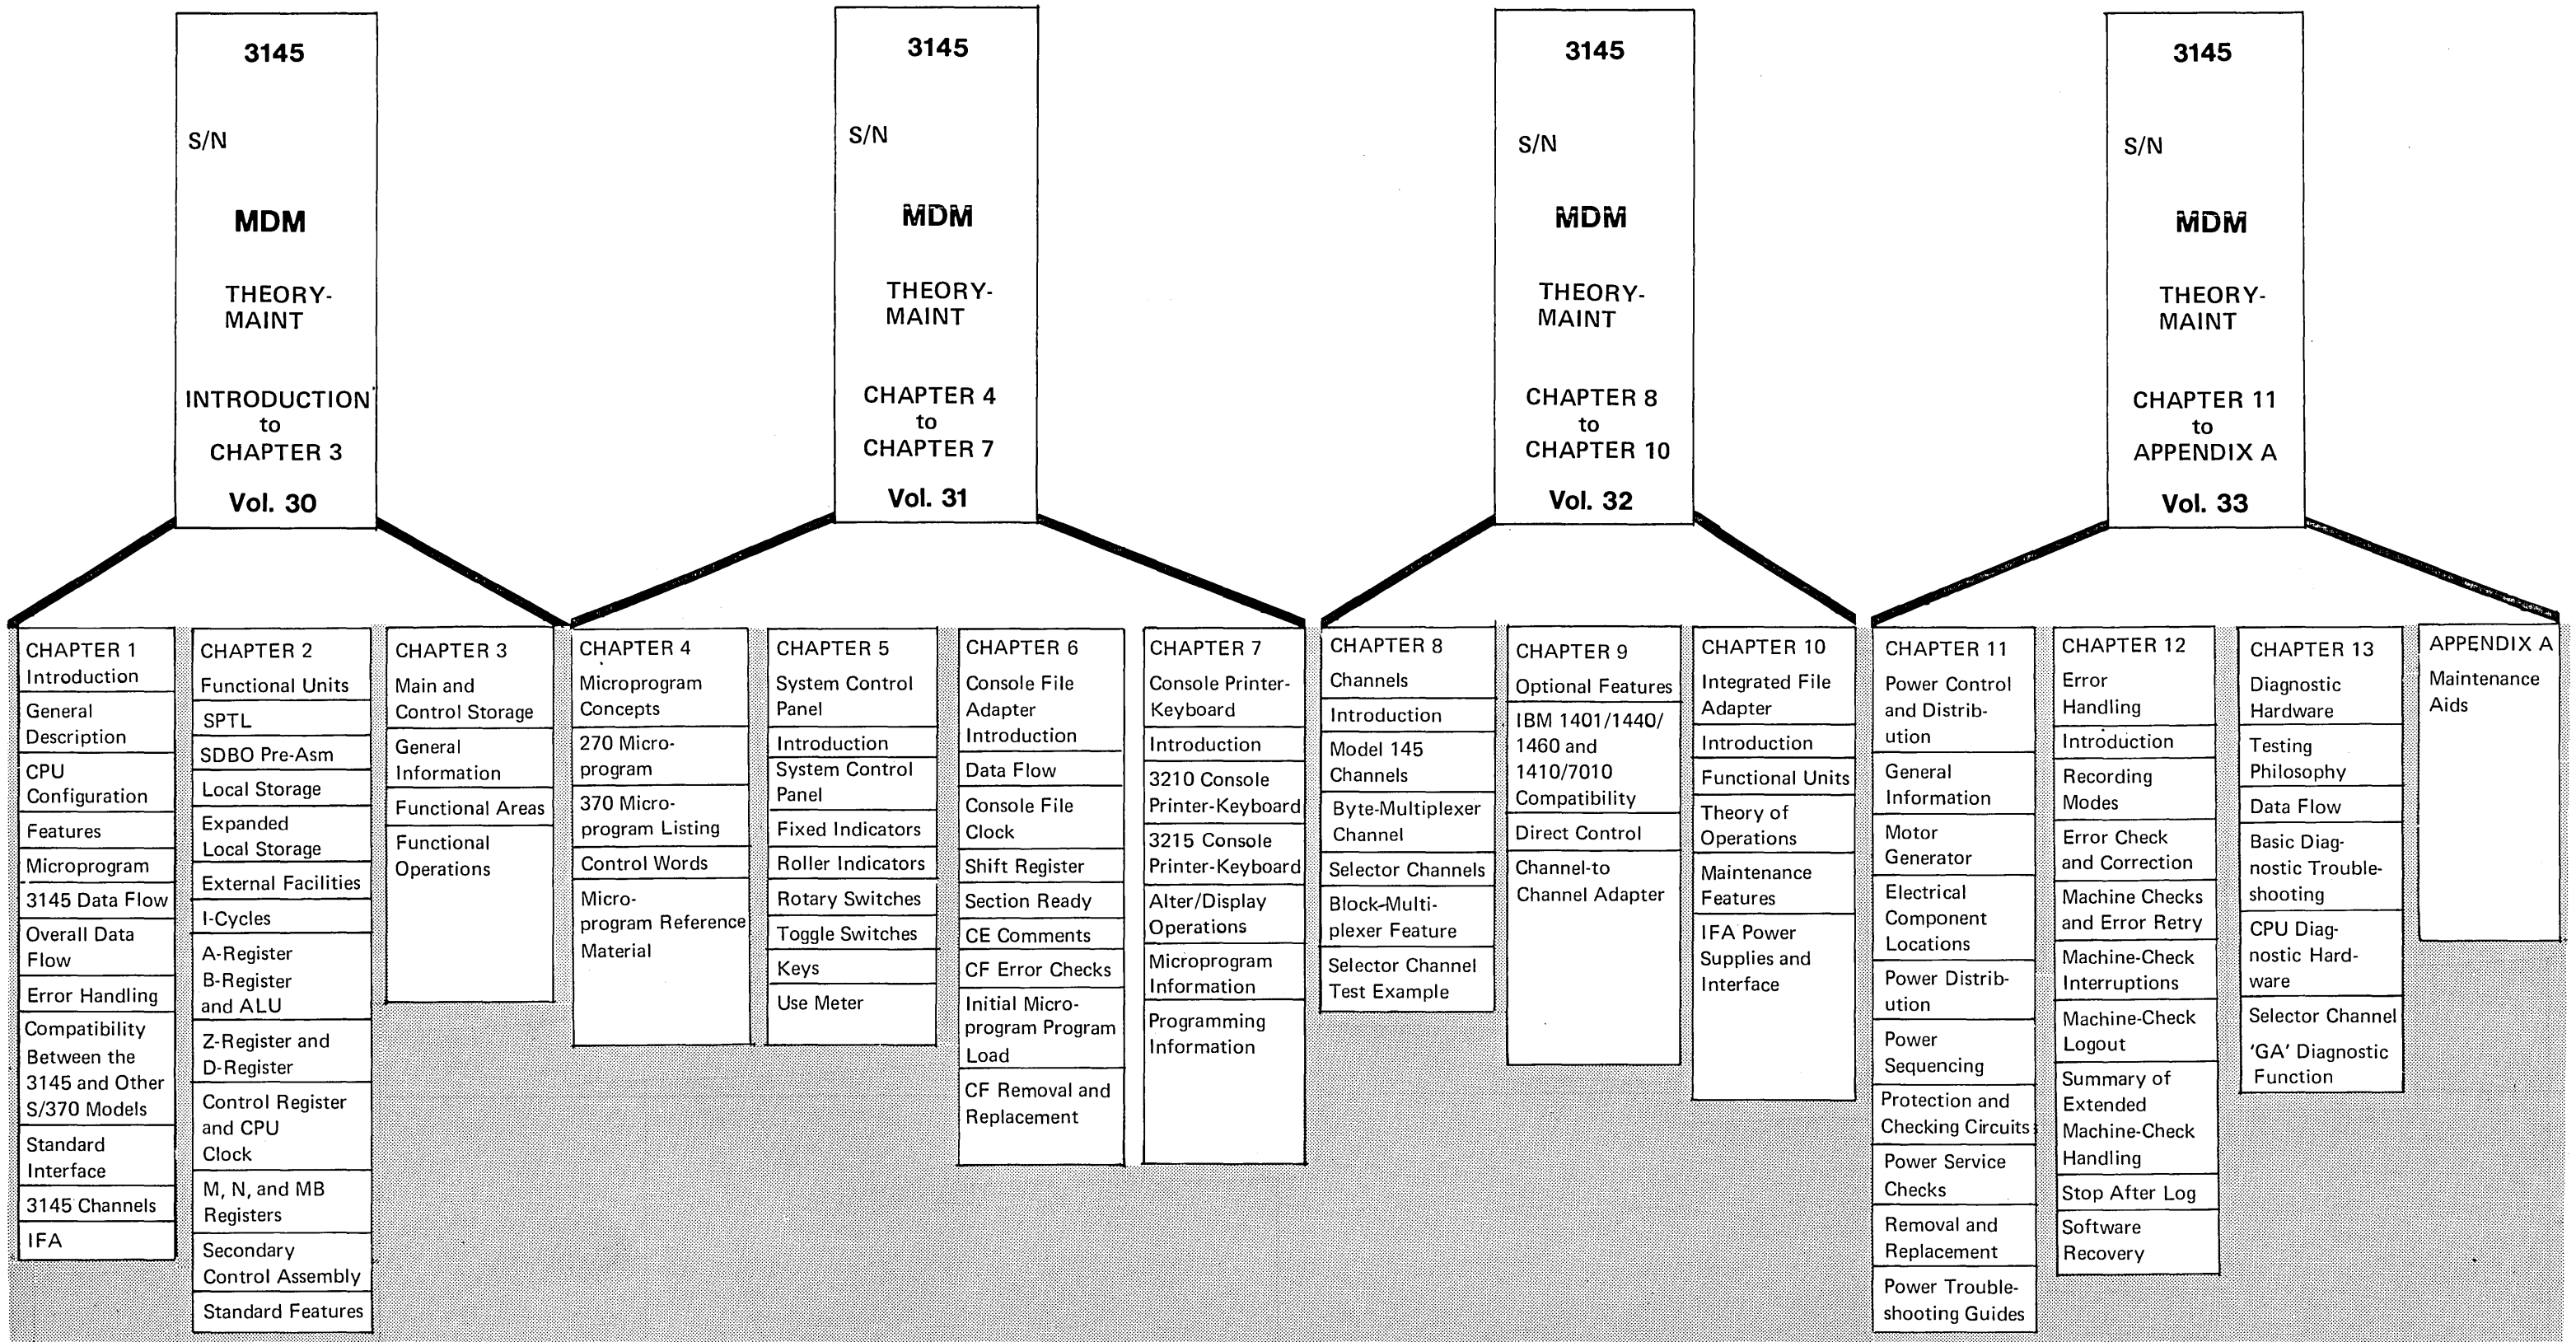 3145
S/N
MDM
THEORY-
MAINT
INTRODUCTION
to
CHAPTER 3
Vol. 30
3145
S/N
MDM
THEORY-
MAINT
CHAPTER 4
to
CHAPTER 7
Vol. 31
3145
S/N
MDM
THEORY-
MAINT
CHAPTER 8
to
CHAPTER 10
Vol. 32
3145
S/N
MDM
THEORY-
MAINT
CHAPTER 11
to
APPENDIX A
Vol. 33
CHAPTER 1
Introduction
General
Description
CPU
Configuration
Features
Microprogram
3145 Data Flow
Overall Data
Flow
Error Handling
Compatibility
Between the
3145 and Other
S/370 Models
Standard
Interface
3145 Channels
IFA
CHAPTER 2
Functional Units
SPTL
SDBO Pre-Asm
Local Storage
Expanded
Local Storage
External Facilities
I-Cycles
A-Register
B-Register
and ALU
Z-Register and
D-Register
Control Register
and CPU
Clock
M, N, and MB
Registers
Secondary
Control Assembly
Standard Features
CHAPTER 3
Main and
Control Storage
General
Information
Functional Areas
Functional
Operations
CHAPTER 4
Microprogram
Concepts
270 Micro-
program
370 Micro-
program Listing
Control Words
Micro-
program Reference
Material
CHAPTER 5
System Control
Panel
Introduction
System Control
Panel
Fixed Indicators
Roller Indicators
Rotary Switches
Toggle Switches
Keys
Use Meter
CHAPTER 6
Console File
Adapter
Introduction
Data Flow
Console File
Clock
Shift Register
Section Ready
CE Comments
CF Error Checks
Initial Micro-
program Program
Load
CF Removal and
Replacement
CHAPTER 7
Console Printer-
Keyboard
Introduction
3210 Console
Printer-Keyboard
3215 Console
Printer-Keyboard
Alter/Display
Operations
Microprogram
Information
Programming
Information
CHAPTER 8
Channels
Introduction
Model 145
Channels
Byte-Multiplexer
Channel
Selector Channels
Block-Multi-
plexer Feature
Selector Channel
Test Example
CHAPTER 9
Optional Features
IBM 1401/1440/
1460 and
1410/7010
Compatibility
Direct Control
Channel-to
Channel Adapter
CHAPTER 10
Integrated File
Adapter
Introduction
Functional Units
Theory of
Operations
Maintenance
Features
IFA Power
Supplies and
Interface
CHAPTER 11
Power Control
and Distrib-
ution
General
Information
Motor
Generator
Electrical
Component
Locations
Power Distrib-
ution
Power
Sequencing
Protection and
Checking Circuits
Power Service
Checks
Removal and
Replacement
Power Trouble-
shooting Guides
CHAPTER 12
Error
Handling
Introduction
Recording
Modes
Error Check
and Correction
Machine Checks
and Error Retry
Machine-Check
Interruptions
Machine-Check
Logout
Summary of
Extended
Machine-Check
Handling
Stop After Log
Software
Recovery
CHAPTER 13
Diagnostic
Hardware
Testing
Philosophy
Data Flow
Basic Diag-
nostic Trouble-
shooting
CPU Diag-
nostic Hard-
ware
Selector Channel
'GA' Diagnostic
Function
APPENDIX A
Maintenance
Aids